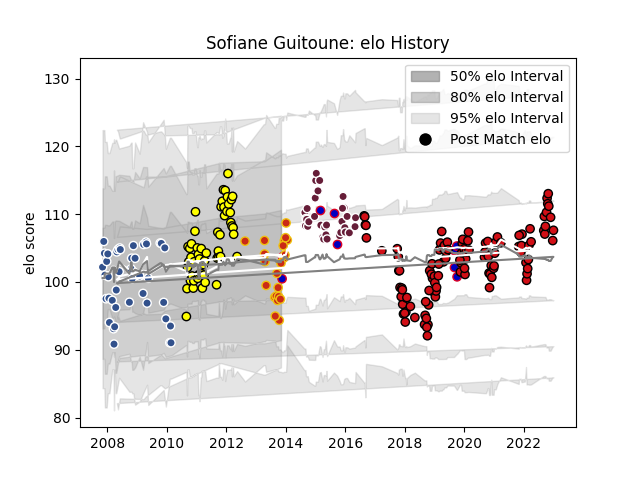 Sofiane Guitoune: elo History
50% elo Interval
80% elo Interval
95% elo Interval
Post Match elo
elo score
130
120
110
100
90
80
2008 2010 2012 2014 2016 2018 2020 2022